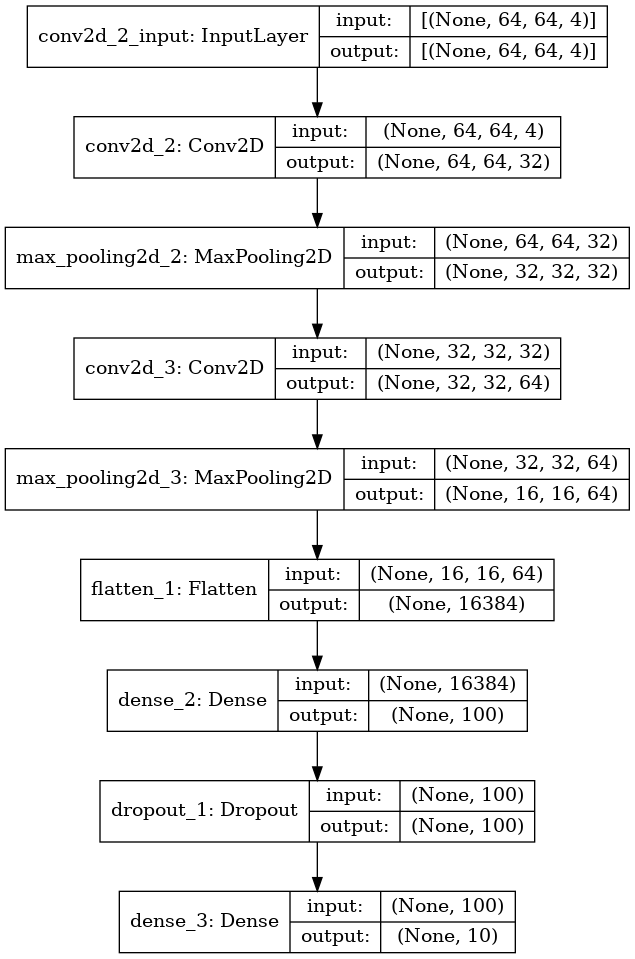 conv2d_2_input: InputLayer
input:
[(None, 64, 64, 4)]
output:
[(None, 64, 64, 4)]
conv2d_2: Conv2D
input:
(None, 64, 64, 4)
output:
(None, 64, 64, 32)
max_pooling2d_2: MaxPooling2D
input:
(None, 64, 64, 32)
output:
(None, 32, 32, 32)
conv2d_3: Conv2D
input:
(None, 32, 32, 32)
output:
(None, 32, 32, 64)
max_pooling2d_3: MaxPooling2D
input:
(None, 32, 32, 64)
output:
(None, 16, 16, 64)
flatten_1: Flatten
input:
(None, 16, 16, 64)
output:
(None, 16384)
dense_2: Dense
input:
(None, 16384)
output:
(None, 100)
dropout_1: Dropout
input:
(None, 100)
output:
(None, 100)
dense_3: Dense
input:
(None, 100)
output:
(None, 10)